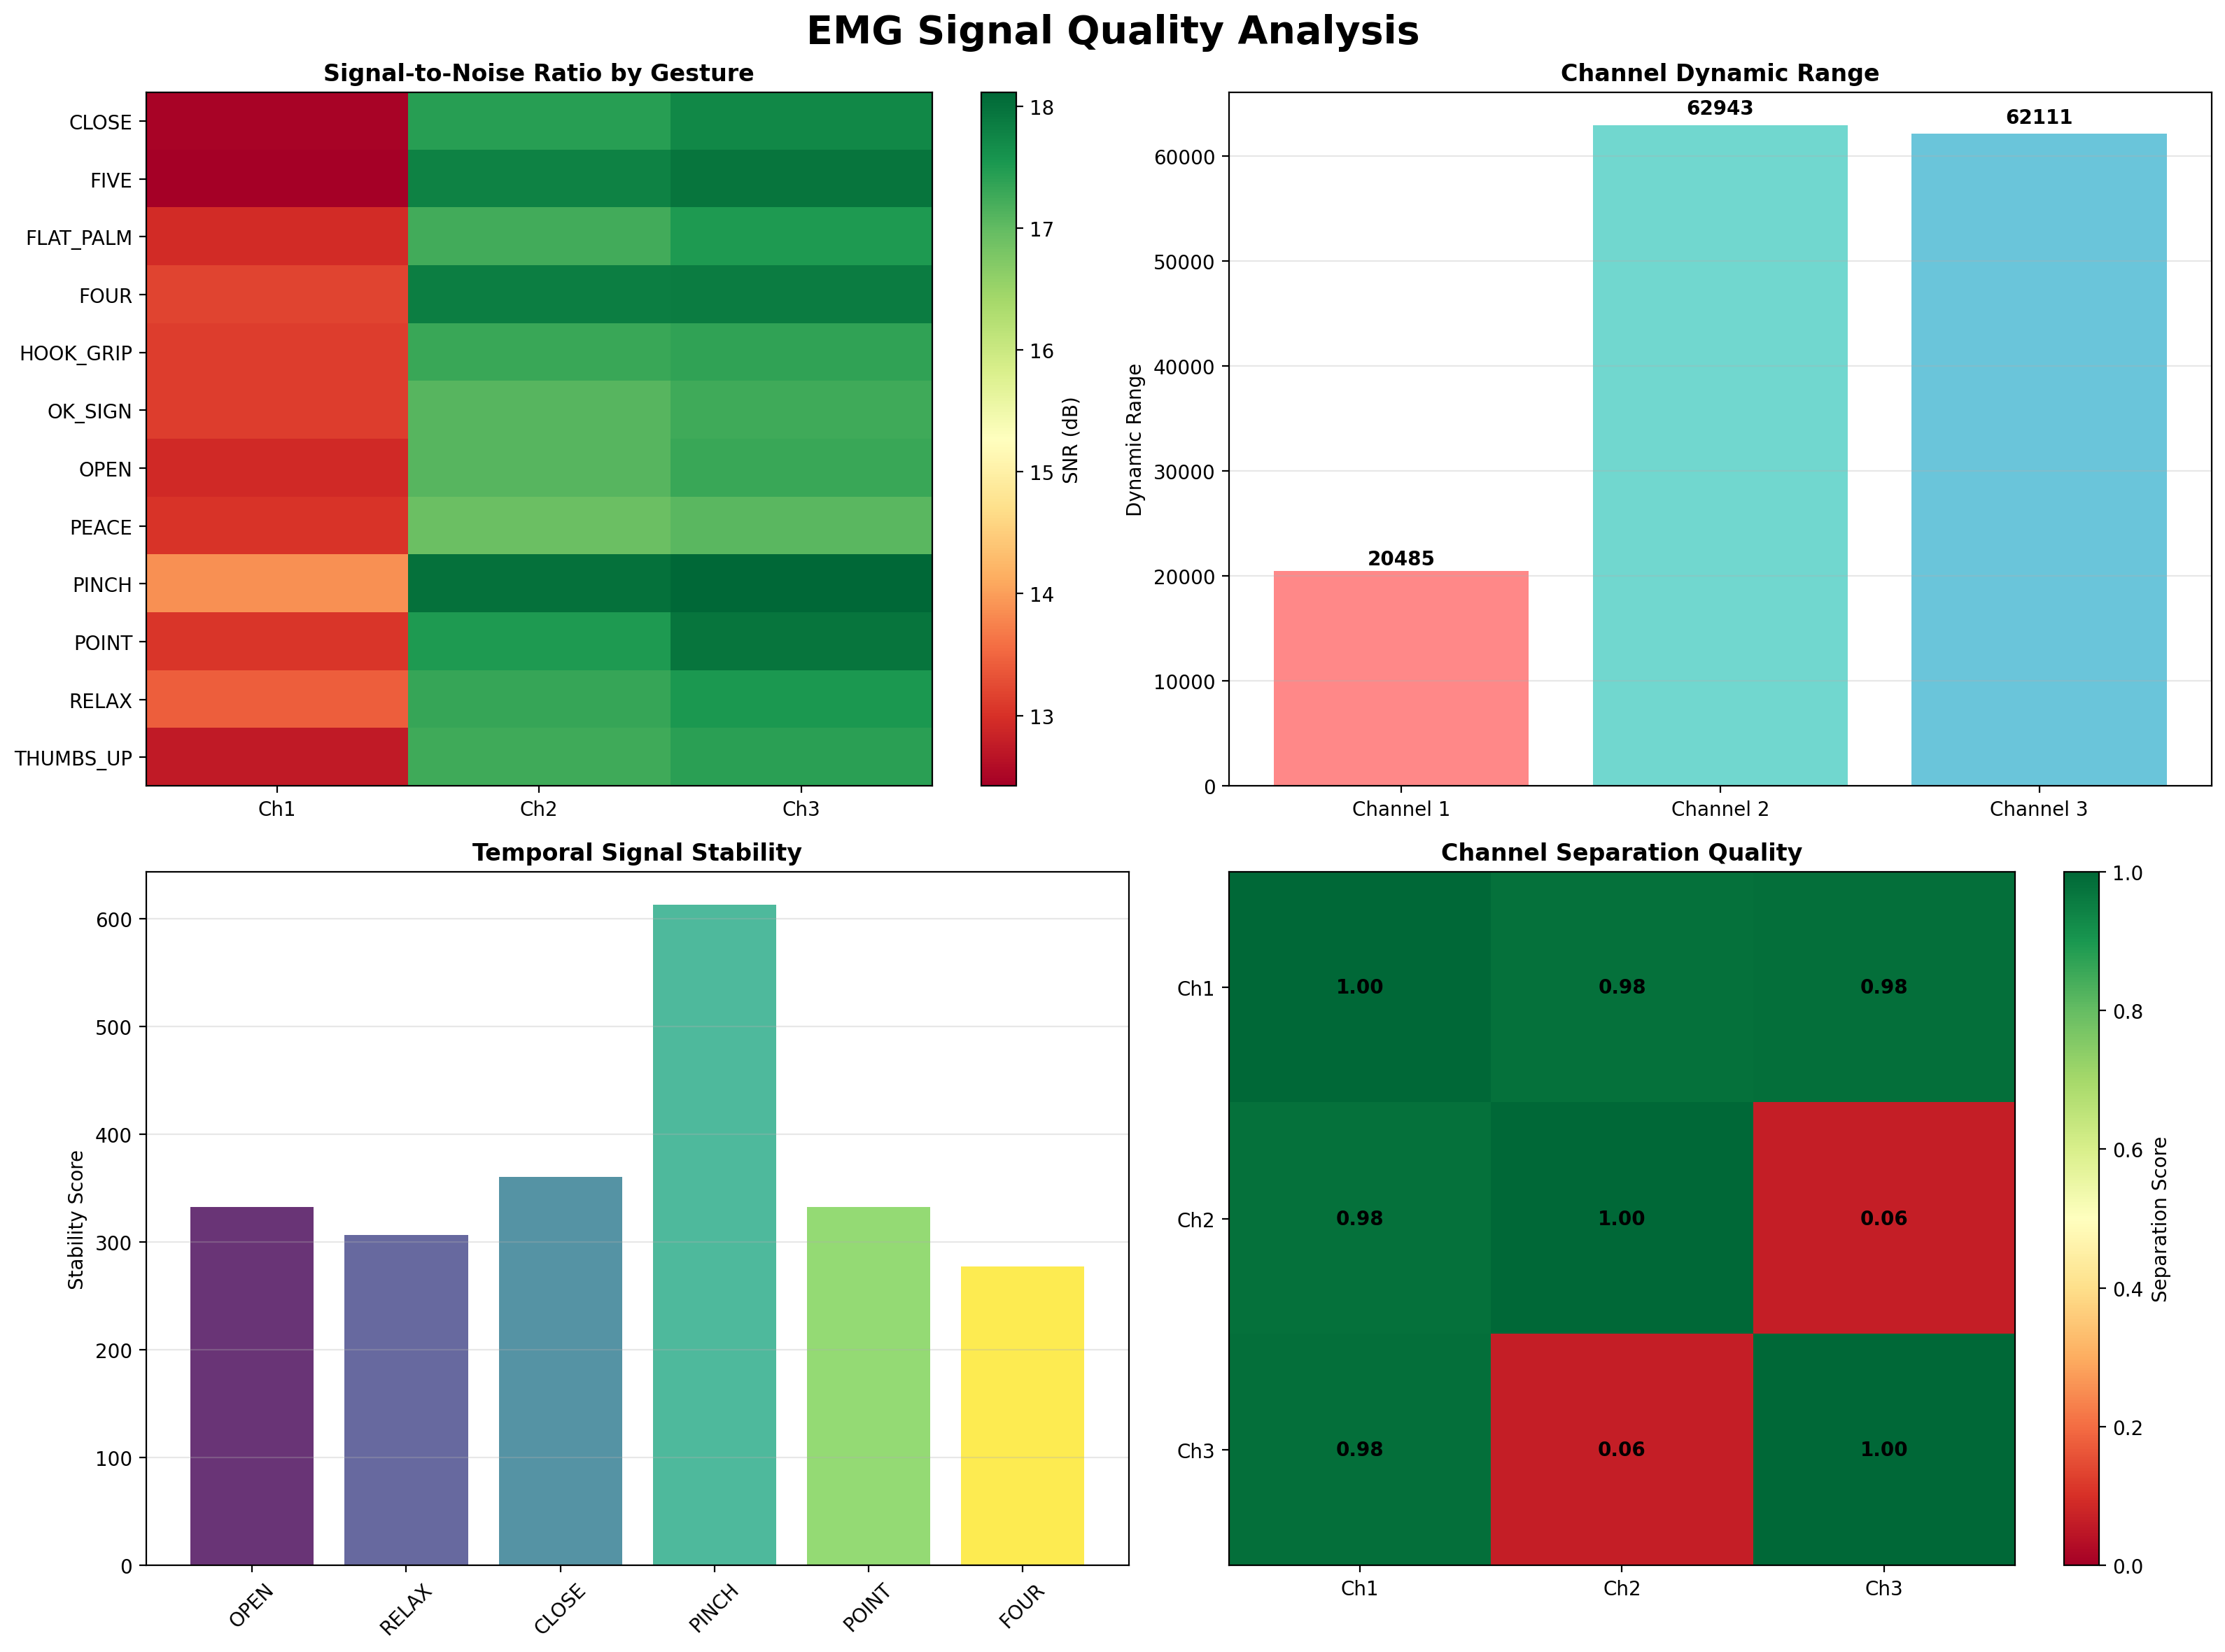 EMG Signal Quality Analysis
Signal-to-Noise Ratio by Gesture
CLOSE
FIVE
FLAT_PALM
FOUR
HOOK_GRIP
OK_SIGN
OPEN
PEACE
PINCH
POINT
RELAX
THUMBS_UP
Ch1 Ch2 Ch3
18
17
16
15
14
13
SNR (dB)
Channel Dynamic Range
Dynamic Range
60000
50000
40000
30000
20000
10000
0
20485
62943
62111
Channel 1 Channel 2 Channel 3
Temporal Signal Stability
Stability Score
600
500
400
300
200
100
0
OPEN
RELAX
CLOSE
PINCH
POINT
FOUR
Channel Separation Quality
Ch1
Ch2
Ch3
1.00 0.98 0.98
0.98 1.00 0.06
0.98 0.06 1.00
Ch1 Ch2 Ch3
1.0
0.8
0.6
0.4
0.2
0.0
Separation Score